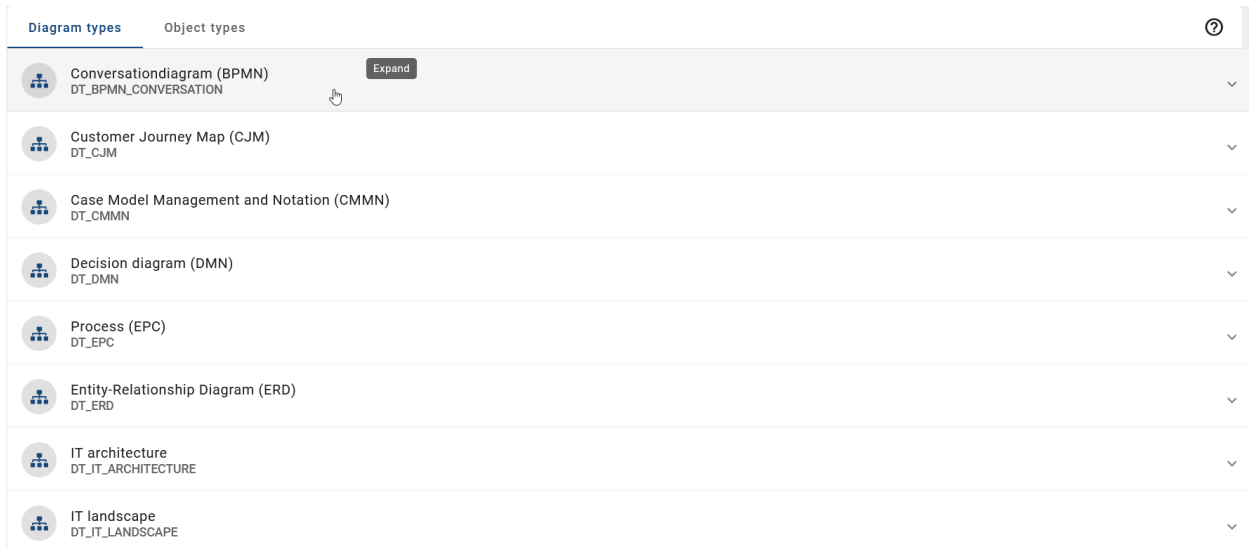 Diagram types
Object types
Conversationdiagram (BPMN)
DT_BPMN_CONVERSATION
Expand
Customer Journey Map (CJM)
DT_CJM
Case Model Management and Notation (CMMN)
DT_CMMN
Decision diagram (DMN)
DT_DMN
Process (EPC)
DT_EPC
Entity-Relationship Diagram (ERD)
DT_ERD
IT architecture
DT_IT_ARCHITECTURE
IT landscape
DT_IT_LANDSCAPE